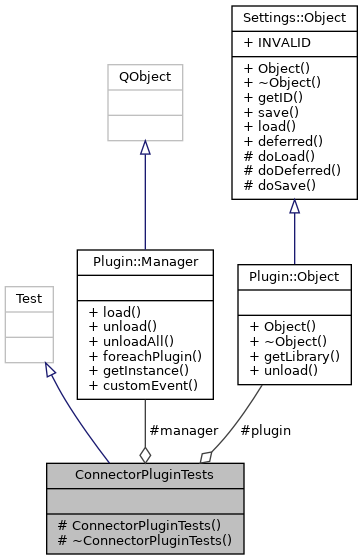 Settings::Object
+ INVALID
+ Object()
+ ~Object()
+ getID()
+ save()
+ load()
+ deferred()
# doLoad()
# doDeferred()
# doSave()
QObject
Plugin::Manager
+ load()
+ unload()
+ unloadAll()
+ foreachPlugin()
+ getInstance()
+ customEvent()
Plugin::Object
+ Object()
+ ~Object()
+ getLibrary()
+ unload()
Test
#manager
#plugin
ConnectorPluginTests
# ConnectorPluginTests()
# ~ConnectorPluginTests()